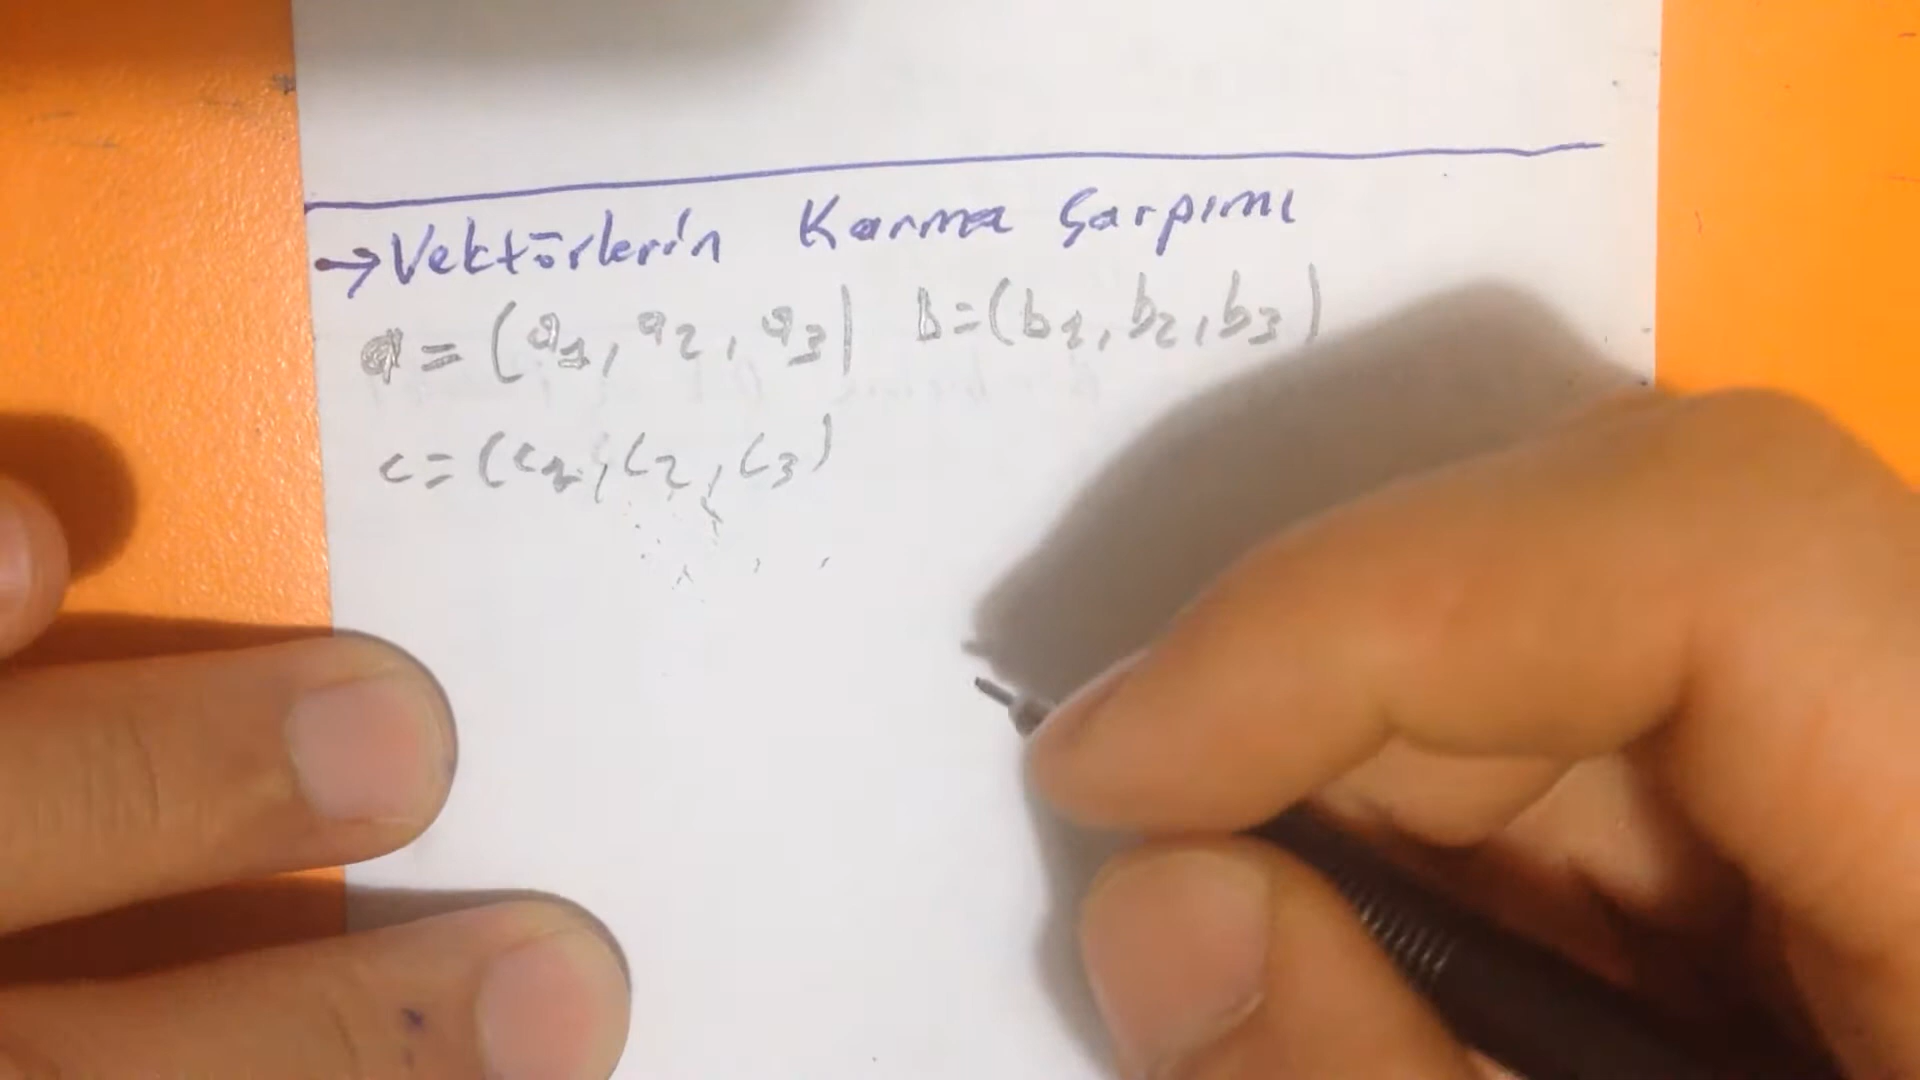 →Vektörlerin Karma Çarpımı
a = (a1, a2, a3) b=(b1, b2, b3)
c = (c1, c2, c3)